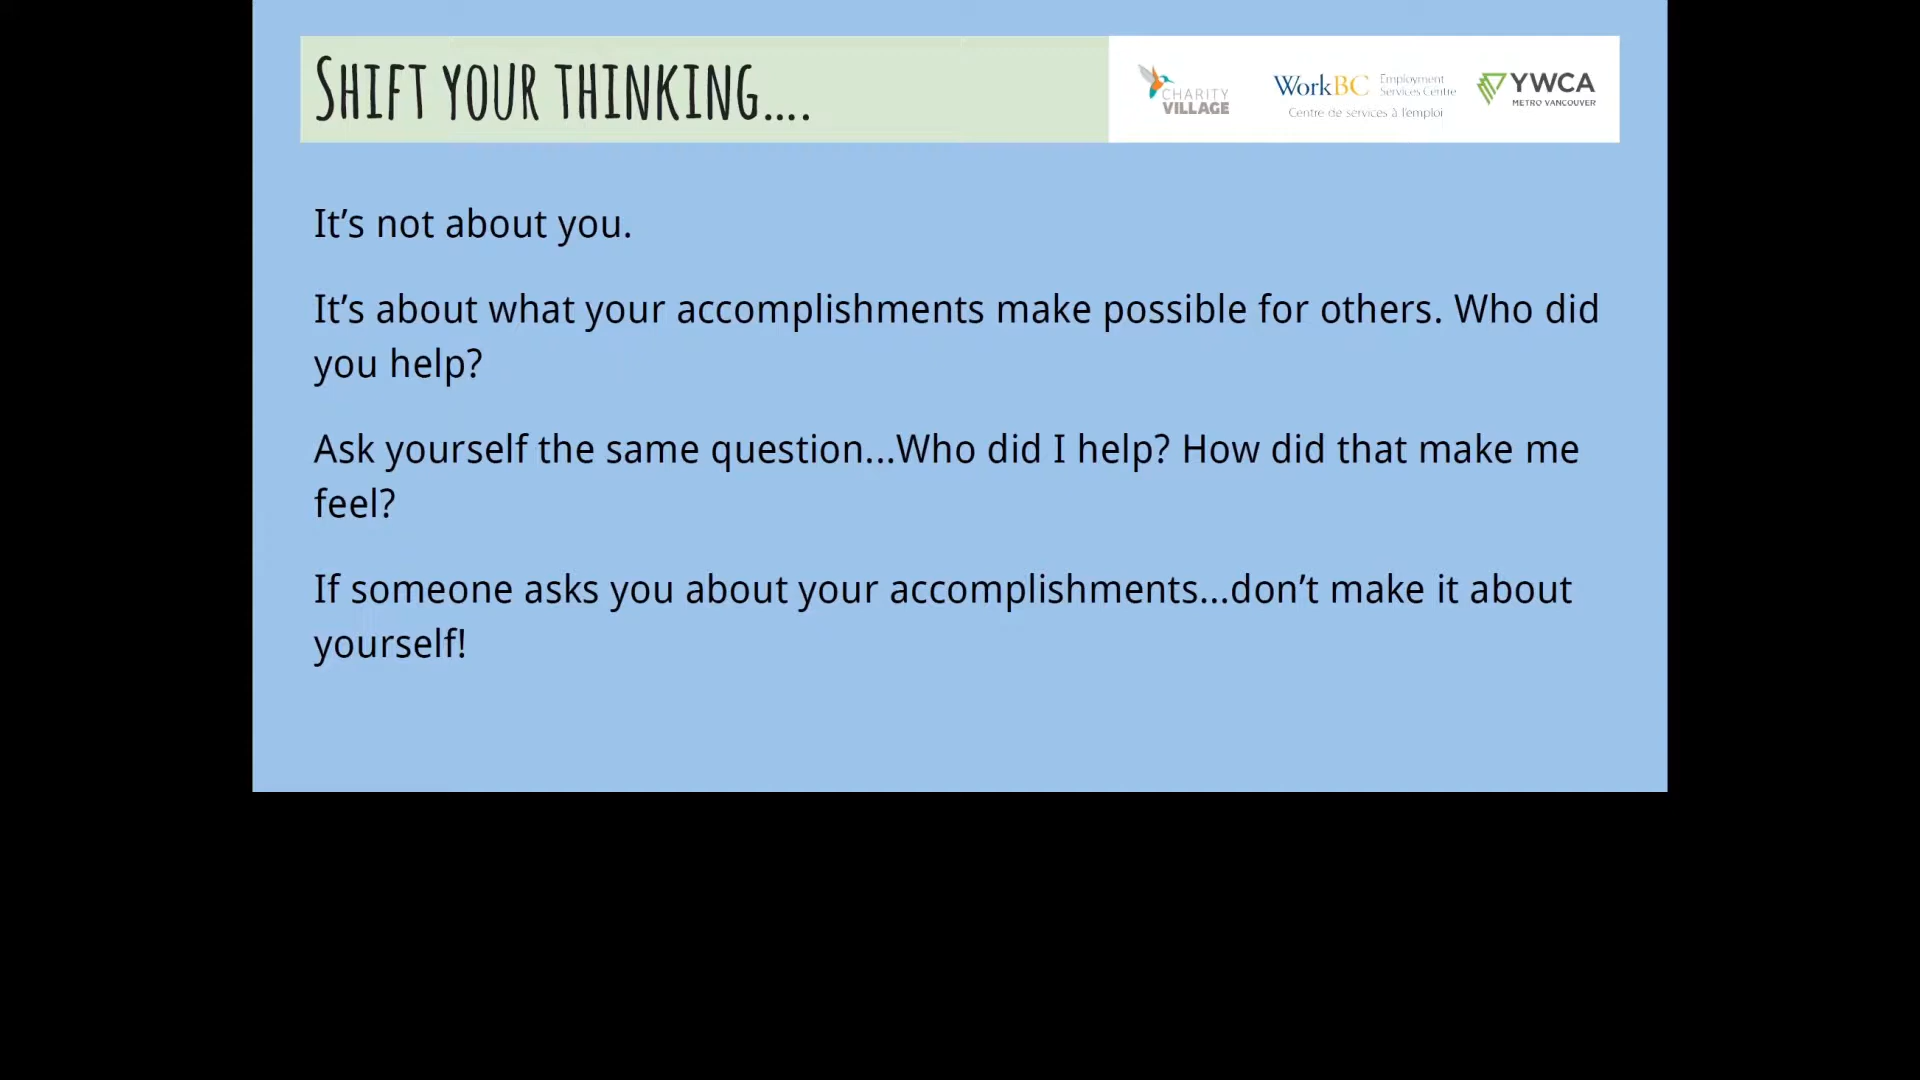 SHIFT YOUR THINKING....
CHARITY
VILLAGE
WorkBC Employment
Services Centre
Centre de services à l'emploi
YWCA
METRO VANCOUVER
It’s not about you.
It’s about what your accomplishments make possible for others. Who did
you help?
Ask yourself the same question...Who did I help? How did that make me
feel?
If someone asks you about your accomplishments...don’t make it about
yourself!